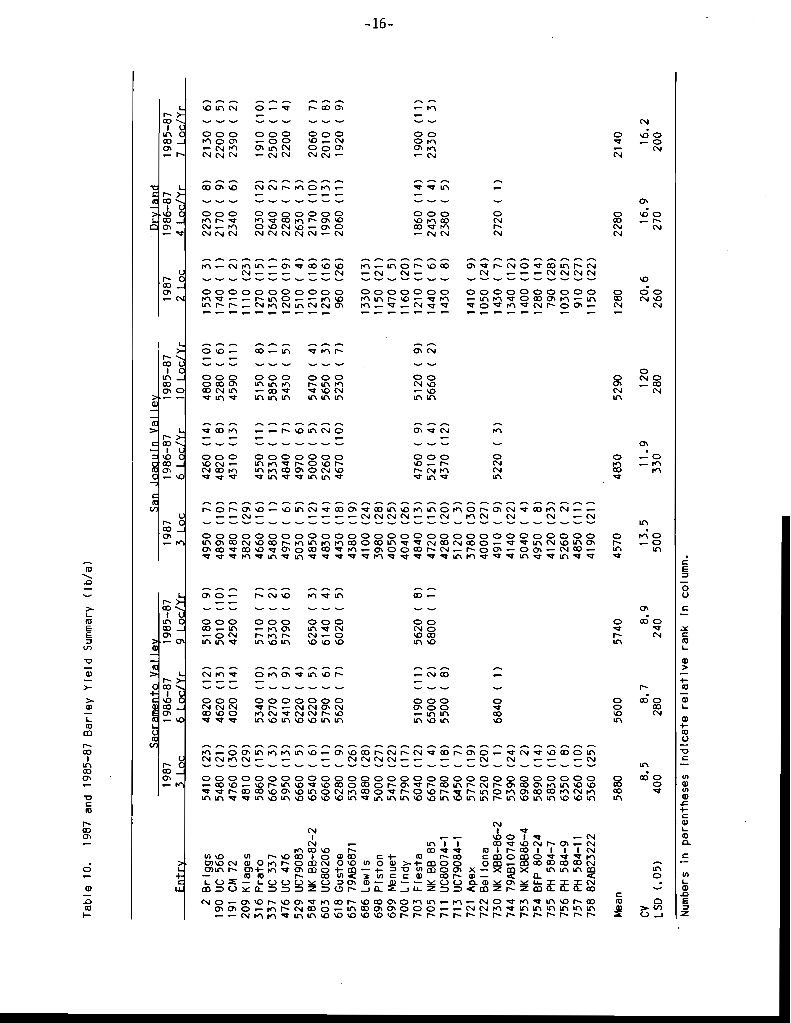 -16-
Table 10. 1987 and 1985-87 Barley Yield Summary (lb/a)
Sacramento Valley San Joaquin Valley Dryland
1987 1986-87 1985-87 1987 1986-87 1985-87 1987 1986-87 1985-87
Entry 3 Loc 6 Loc/Yr 9 Loc/Yr 3 Loc 6 Loc/Yr 10 Loc/Yr 2 Loc 4 Loc/Yr 7 Loc/Yr
2 Briggs 5410 (23) 4820 (12) 5180 ( 9) 4950 ( 7) 4260 (14) 4800 (10) 1530 ( 3) 2230 ( 8) 2130 ( 6)
190 UC 566 5480 (21) 4620 (13) 5010 (10) 4890 (10) 4820 ( 8) 5280 ( 6) 1740 ( 1) 2170 ( 9) 2200 ( 5)
191 CM 72 4760 (30) 4020 (14) 4250 (11) 4480 (17) 4310 (13) 4590 (11) 1710 ( 2) 2340 ( 6) 2390 ( 2)
209 Klages 4810 (29) 3820 (29) 1110 (23)
316 Prato 5860 (15) 5340 (10) 5710 ( 7) 4660 (16) 4550 (11) 5150 ( 8) 1270 (15) 2030 (12) 1910 (10)
337 UC 337 6670 ( 3) 6270 ( 3) 6330 ( 2) 5480 ( 1) 5330 ( 1) 5850 ( 1) 1350 (11) 2640 ( 2) 2500 ( 1)
476 UC 476 5950 (13) 5410 ( 9) 5790 ( 6) 4970 ( 6) 4840 ( 7) 5430 ( 5) 1200 (19) 2280 ( 7) 2200 ( 4)
529 UC79083 6660 ( 5) 6220 ( 4) 5030 ( 5) 4970 ( 6) 1510 ( 4) 2630 ( 3)
584 NK BB-82-2 6540 ( 6) 6220 ( 5) 6250 ( 3) 4850 (12) 5000 ( 5) 5470 ( 4) 1210 (18) 2170 (10) 2060 ( 7)
603 UC80206 6060 (11) 5790 ( 6) 6140 ( 4) 4830 (14) 5260 ( 2) 5650 ( 3) 1230 (16) 1990 (13) 2010 ( 8)
618 Gustoe 6280 ( 9) 5620 ( 7) 6020 ( 5) 4430 (18) 4670 (10) 5230 ( 7) 960 (26) 2060 (11) 1920 ( 9)
657 79AB6871 5300 (26) 4380 (19)
686 Lewis 4880 (28) 4100 (24) 1330 (13)
698 Piston 5000 (27) 3980 (28) 1150 (21)
699 Menuet 5470 (22) 4050 (25) 1470 ( 5)
700 Lindy 5790 (17) 4040 (26) 1160 (20)
703 Fiesta 6040 (12) 5190 (11) 5620 ( 8) 4840 (13) 4760 ( 9) 5120 ( 9) 1210 (17) 1860 (14) 1900 (11)
705 NK BB 85 6670 ( 4) 6500 ( 2) 6800 ( 1) 4720 (15) 5210 ( 4) 5660 ( 2) 1440 ( 6) 2430 ( 4) 2330 ( 3)
711 UC80074-1 5780 (18) 5500 ( 8) 4280 (20) 4370 (12) 1430 ( 8) 2380 ( 5)
713 UC79084-1 6450 ( 7) 5120 ( 3)
721 Apex 5770 (19) 3780 (30) 1410 ( 9)
722 Bellona 5520 (20) 4000 (27) 1050 (24)
730 NK XBB-86-2 7070 ( 1) 6840 ( 1) 4910 ( 9) 5220 ( 3) 1430 ( 7) 2720 ( 1)
744 79AB10740 5390 (24) 4140 (22) 1340 (12)
753 NK XBB86-4 6980 ( 2) 5040 ( 4) 1400 (10)
754 BFP 80-24 5890 (14) 4950 ( 8) 1280 (14)
755 PH 584-7 5830 (16) 4120 (23) 790 (28)
756 PH 584-9 6350 ( 8) 5260 ( 2) 1030 (25)
757 PH 584-11 6260 (10) 4850 (11) 910 (27)
758 82AB23222 5360 (25) 4190 (21) 1150 (22)
Mean 5880 5600 5740 4570 4830 5290 1280 2280 2140
CV 8.5 8.7 8.9 13.5 11.9 120 20.6 16.9 16.2
LSD (.05) 400 280 240 500 330 280 260 270 200
Numbers in parentheses indicate relative rank in column.